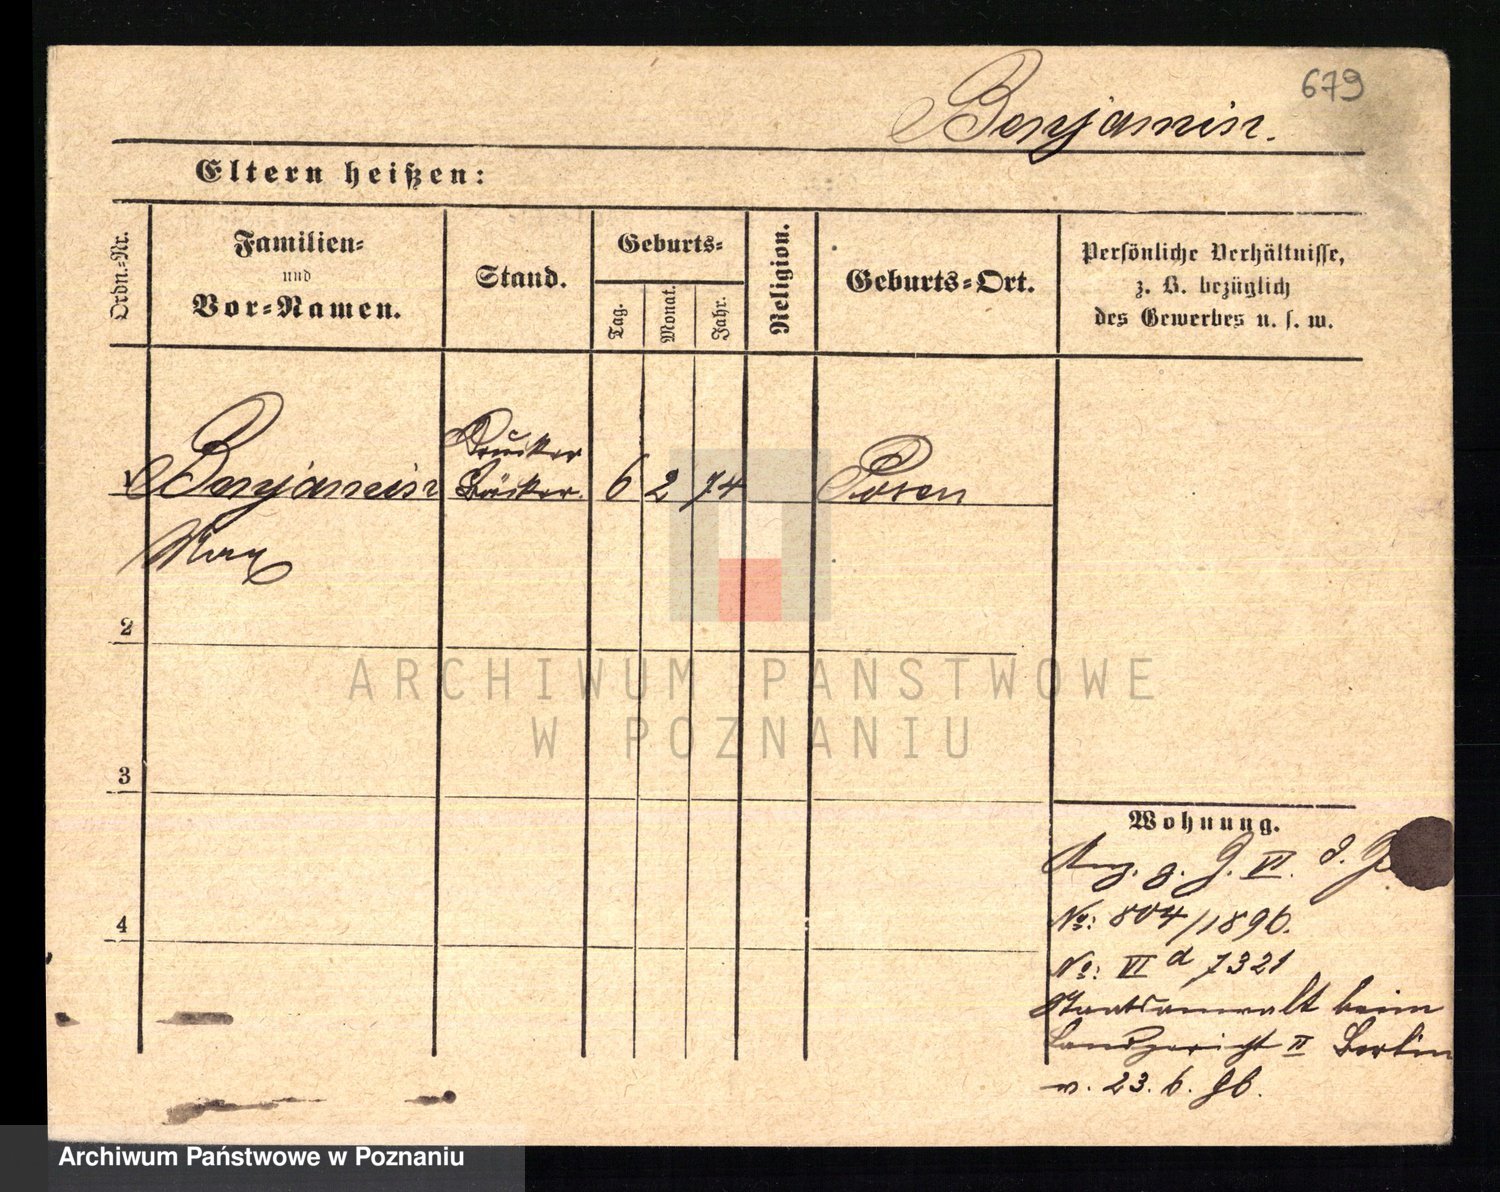 679
Benjamin.
Eltern heißen:
Ordn.-Nr.
Familien-
und
Vor-Namen.
Stand.
Geburts-
Tag.
Monat.
Jahr.
Religion.
Geburts-Ort.
Persönliche Verhältnisse,
z. B. bezüglich
des Gewerbes u. s. w.
Drucker
1 Benjamin Bäcker. 6 2 74 Posen
Max
2
3
4
Wohnung.
VI. d.
No: 804/1896.
No: VI d 7321
Staatsanwalt beim
Landgericht II Berlin
v. 23. 6. 96.
ARCHIWUM PAŃSTWOWE
W POZNANIU
Archiwum Państwowe w Poznaniu